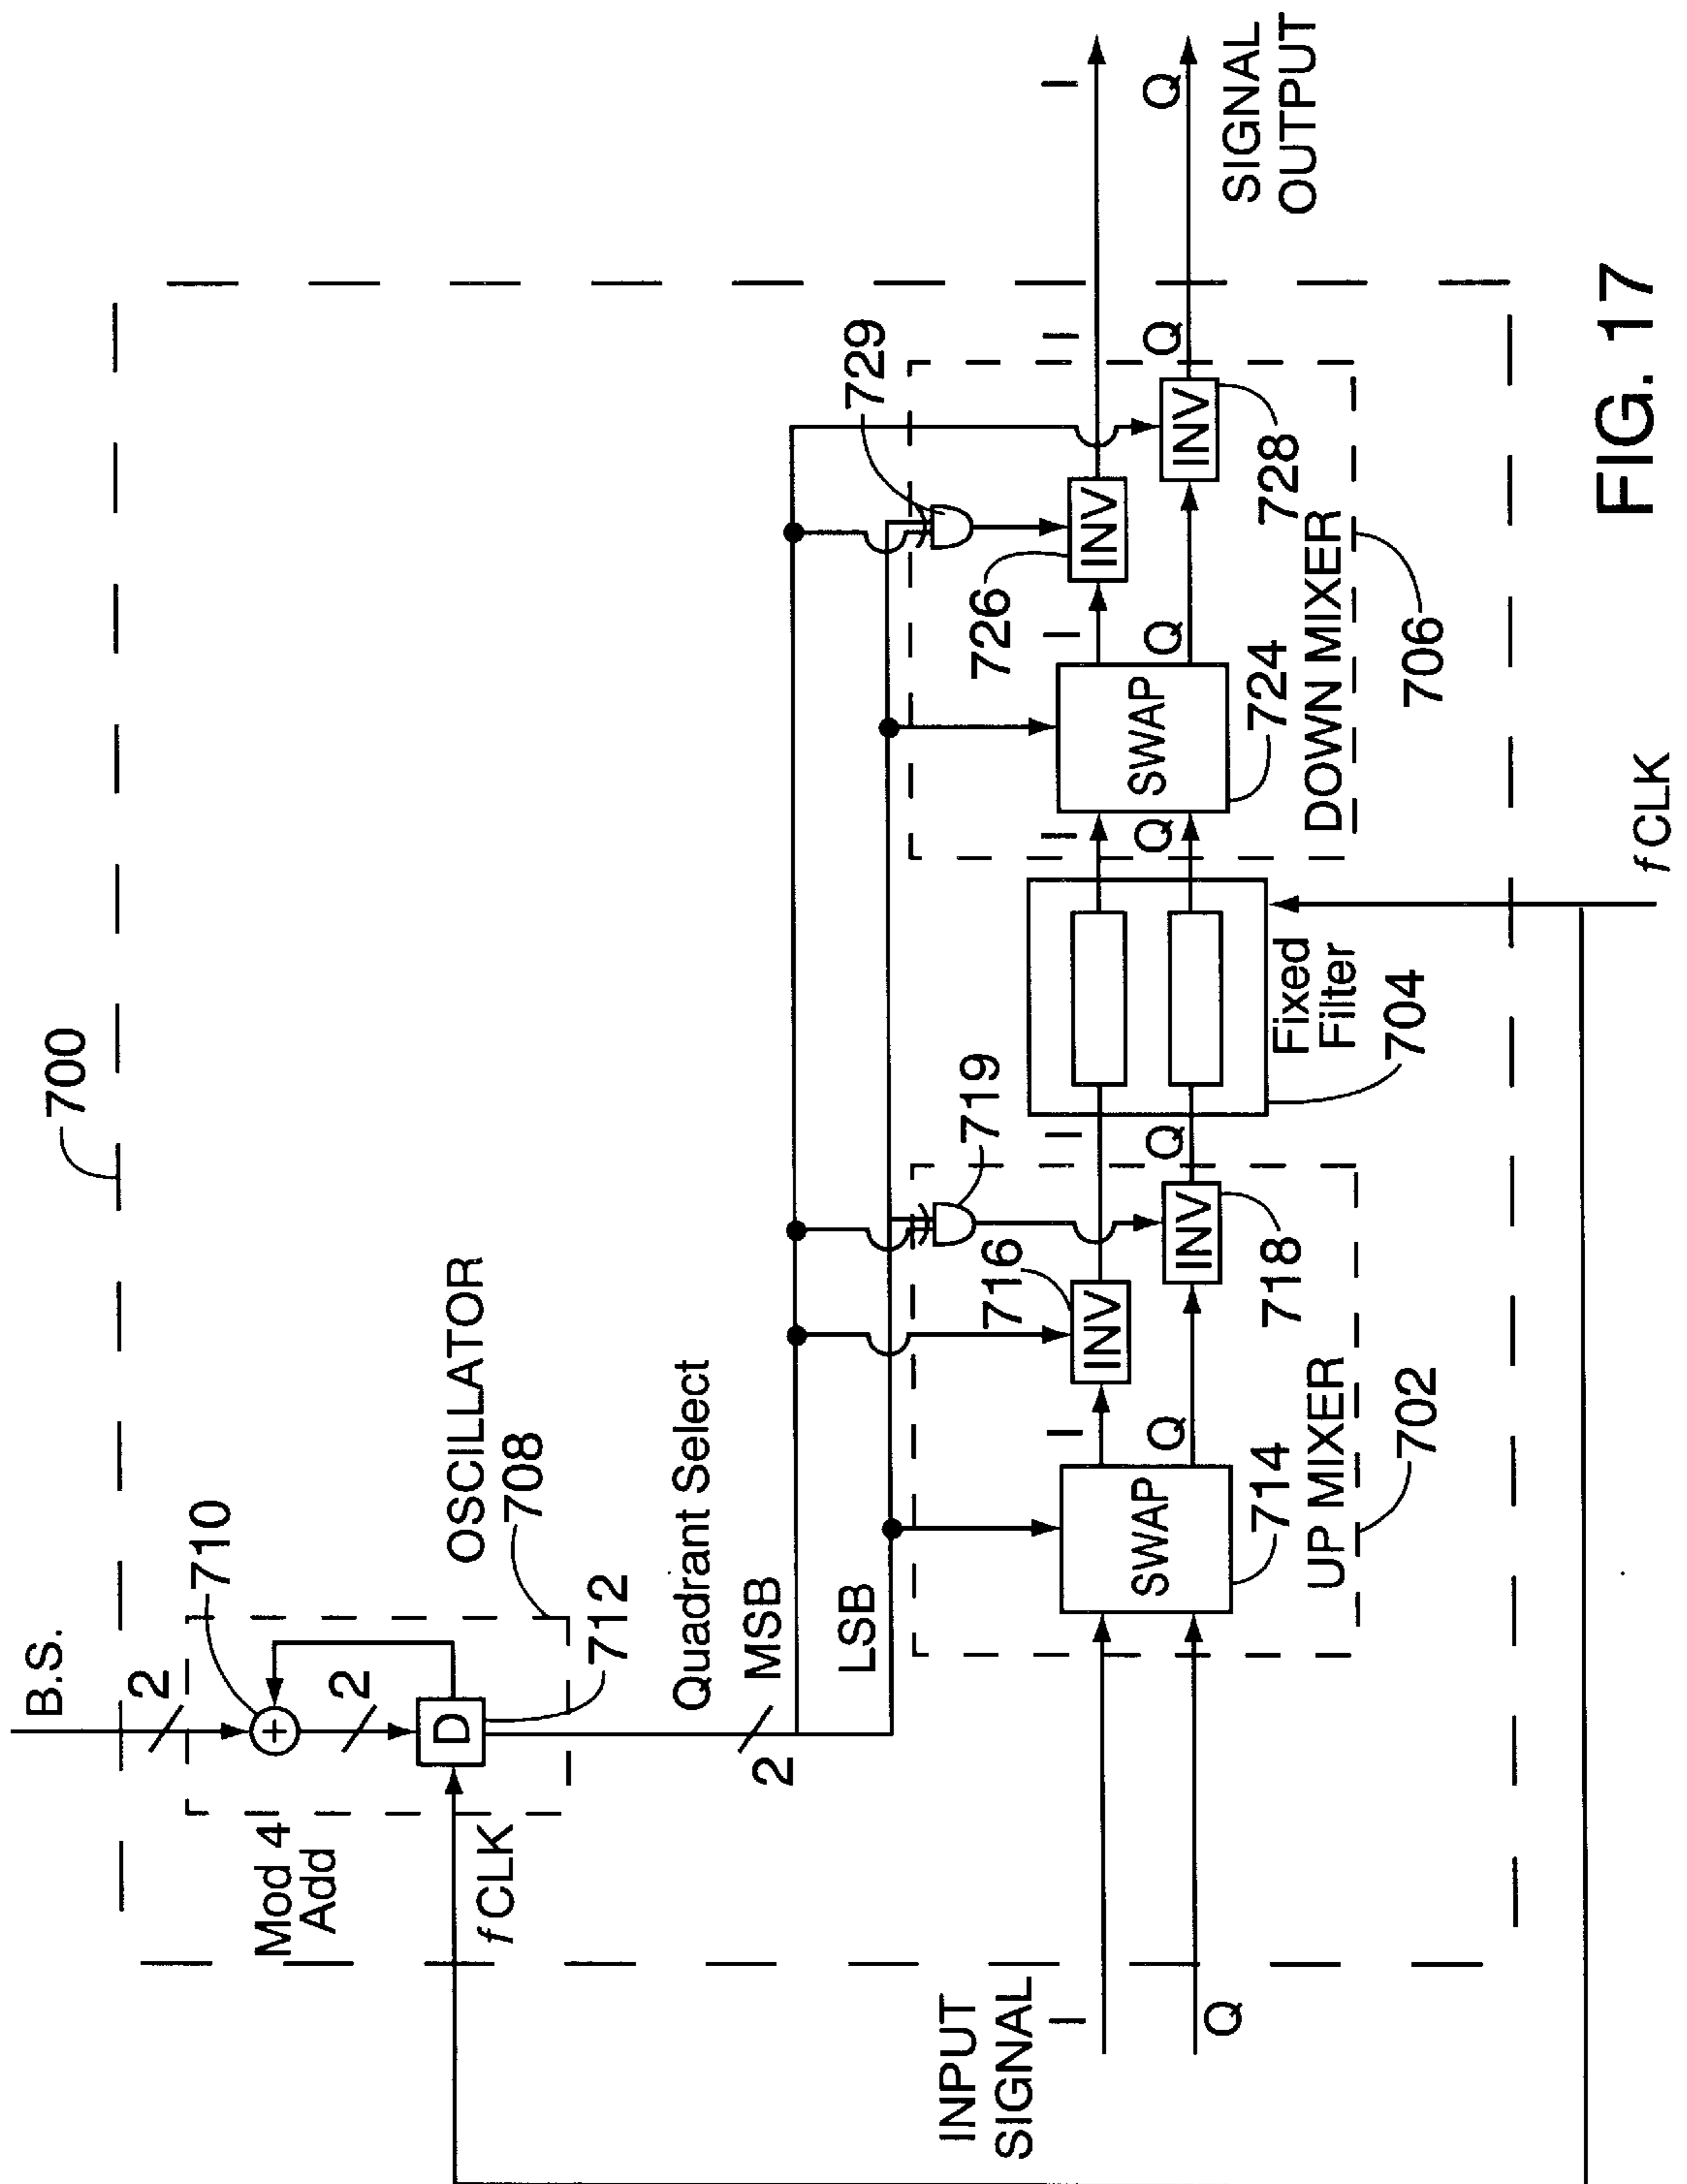 700
B.S.
2
710
Mod 4
Add
+
2
OSCILLATOR
708
D
712
fCLK
Quadrant Select
2
MSB
LSB
729
719
716
726
INPUT
SIGNAL
I
Q
SWAP
714
I
Q
INV
INV
718
UP MIXER
702
I
Q
Fixed
Filter
704
I
Q
SWAP
724
I
Q
INV
INV
728
DOWN MIXER
706
I
Q
I
Q
SIGNAL
OUTPUT
fCLK
FIG. 17